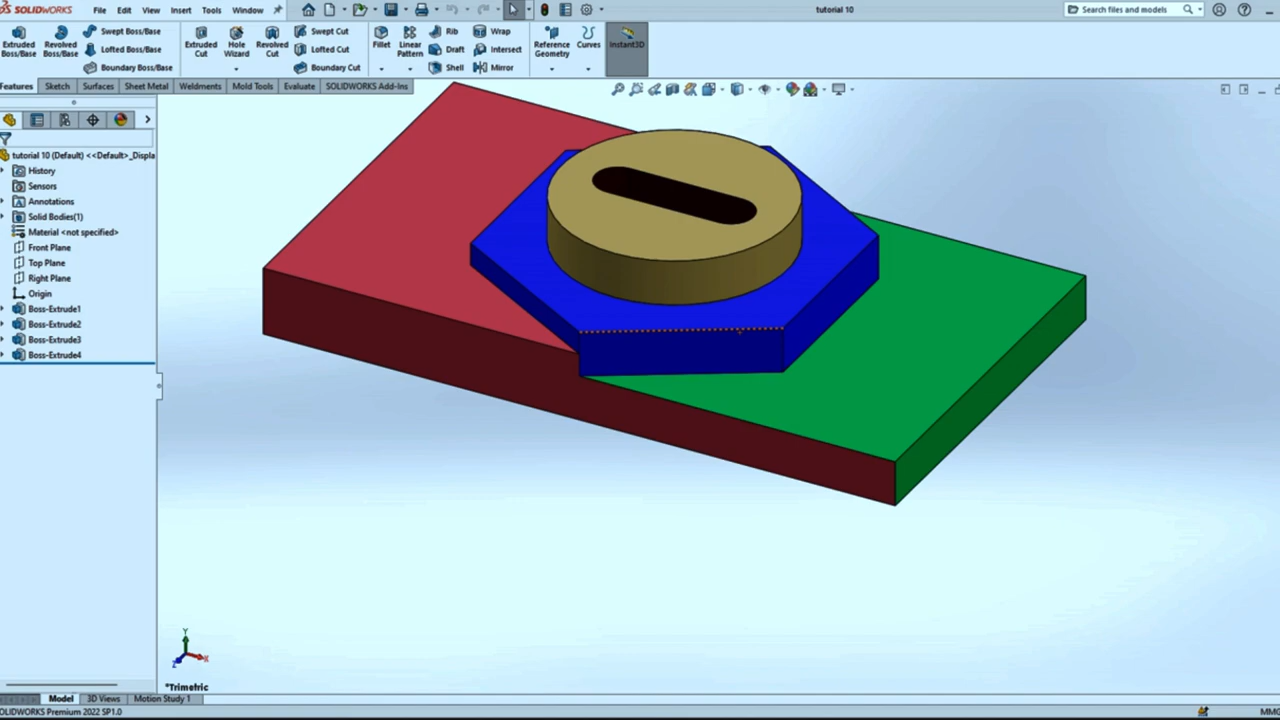 SOLIDWORKS File Edit View Insert Tools Window tutorial 10 Search files and models
Extruded Boss/Base
Revolved Boss/Base
Swept Boss/Base
Lofted Boss/Base
Boundary Boss/Base
Extruded Cut
Hole Wizard
Revolved Cut
Swept Cut
Lofted Cut
Boundary Cut
Fillet
Linear Pattern
Rib
Draft
Shell
Wrap
Intersect
Mirror
Reference Geometry
Curves
Instant3D
Features Sketch Surfaces Sheet Metal Weldments Mold Tools Evaluate SOLIDWORKS Add-Ins
tutorial 10 (Default) <<Default>_Displa
History
Sensors
Annotations
Solid Bodies(1)
Material <not specified>
Front Plane
Top Plane
Right Plane
Origin
Boss-Extrude1
Boss-Extrude2
Boss-Extrude3
Boss-Extrude4
Y
Z
X
*Trimetric
Model 3D Views Motion Study 1
SOLIDWORKS Premium 2022 SP1.0